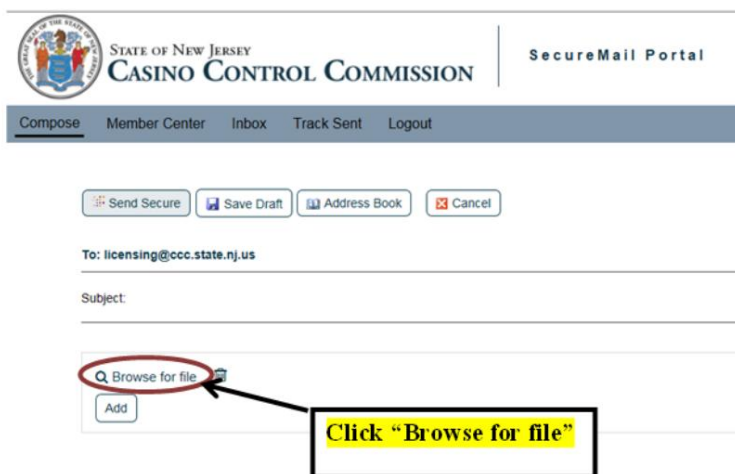 STATE OF NEW JERSEY
CASINO CONTROL COMMISSION
SecureMail Portal
Compose Member Center Inbox Track Sent Logout
Send Secure Save Draft Address Book Cancel
To: licensing@ccc.state.nj.us
Subject:
Browse for file
Add
Click “Browse for file”